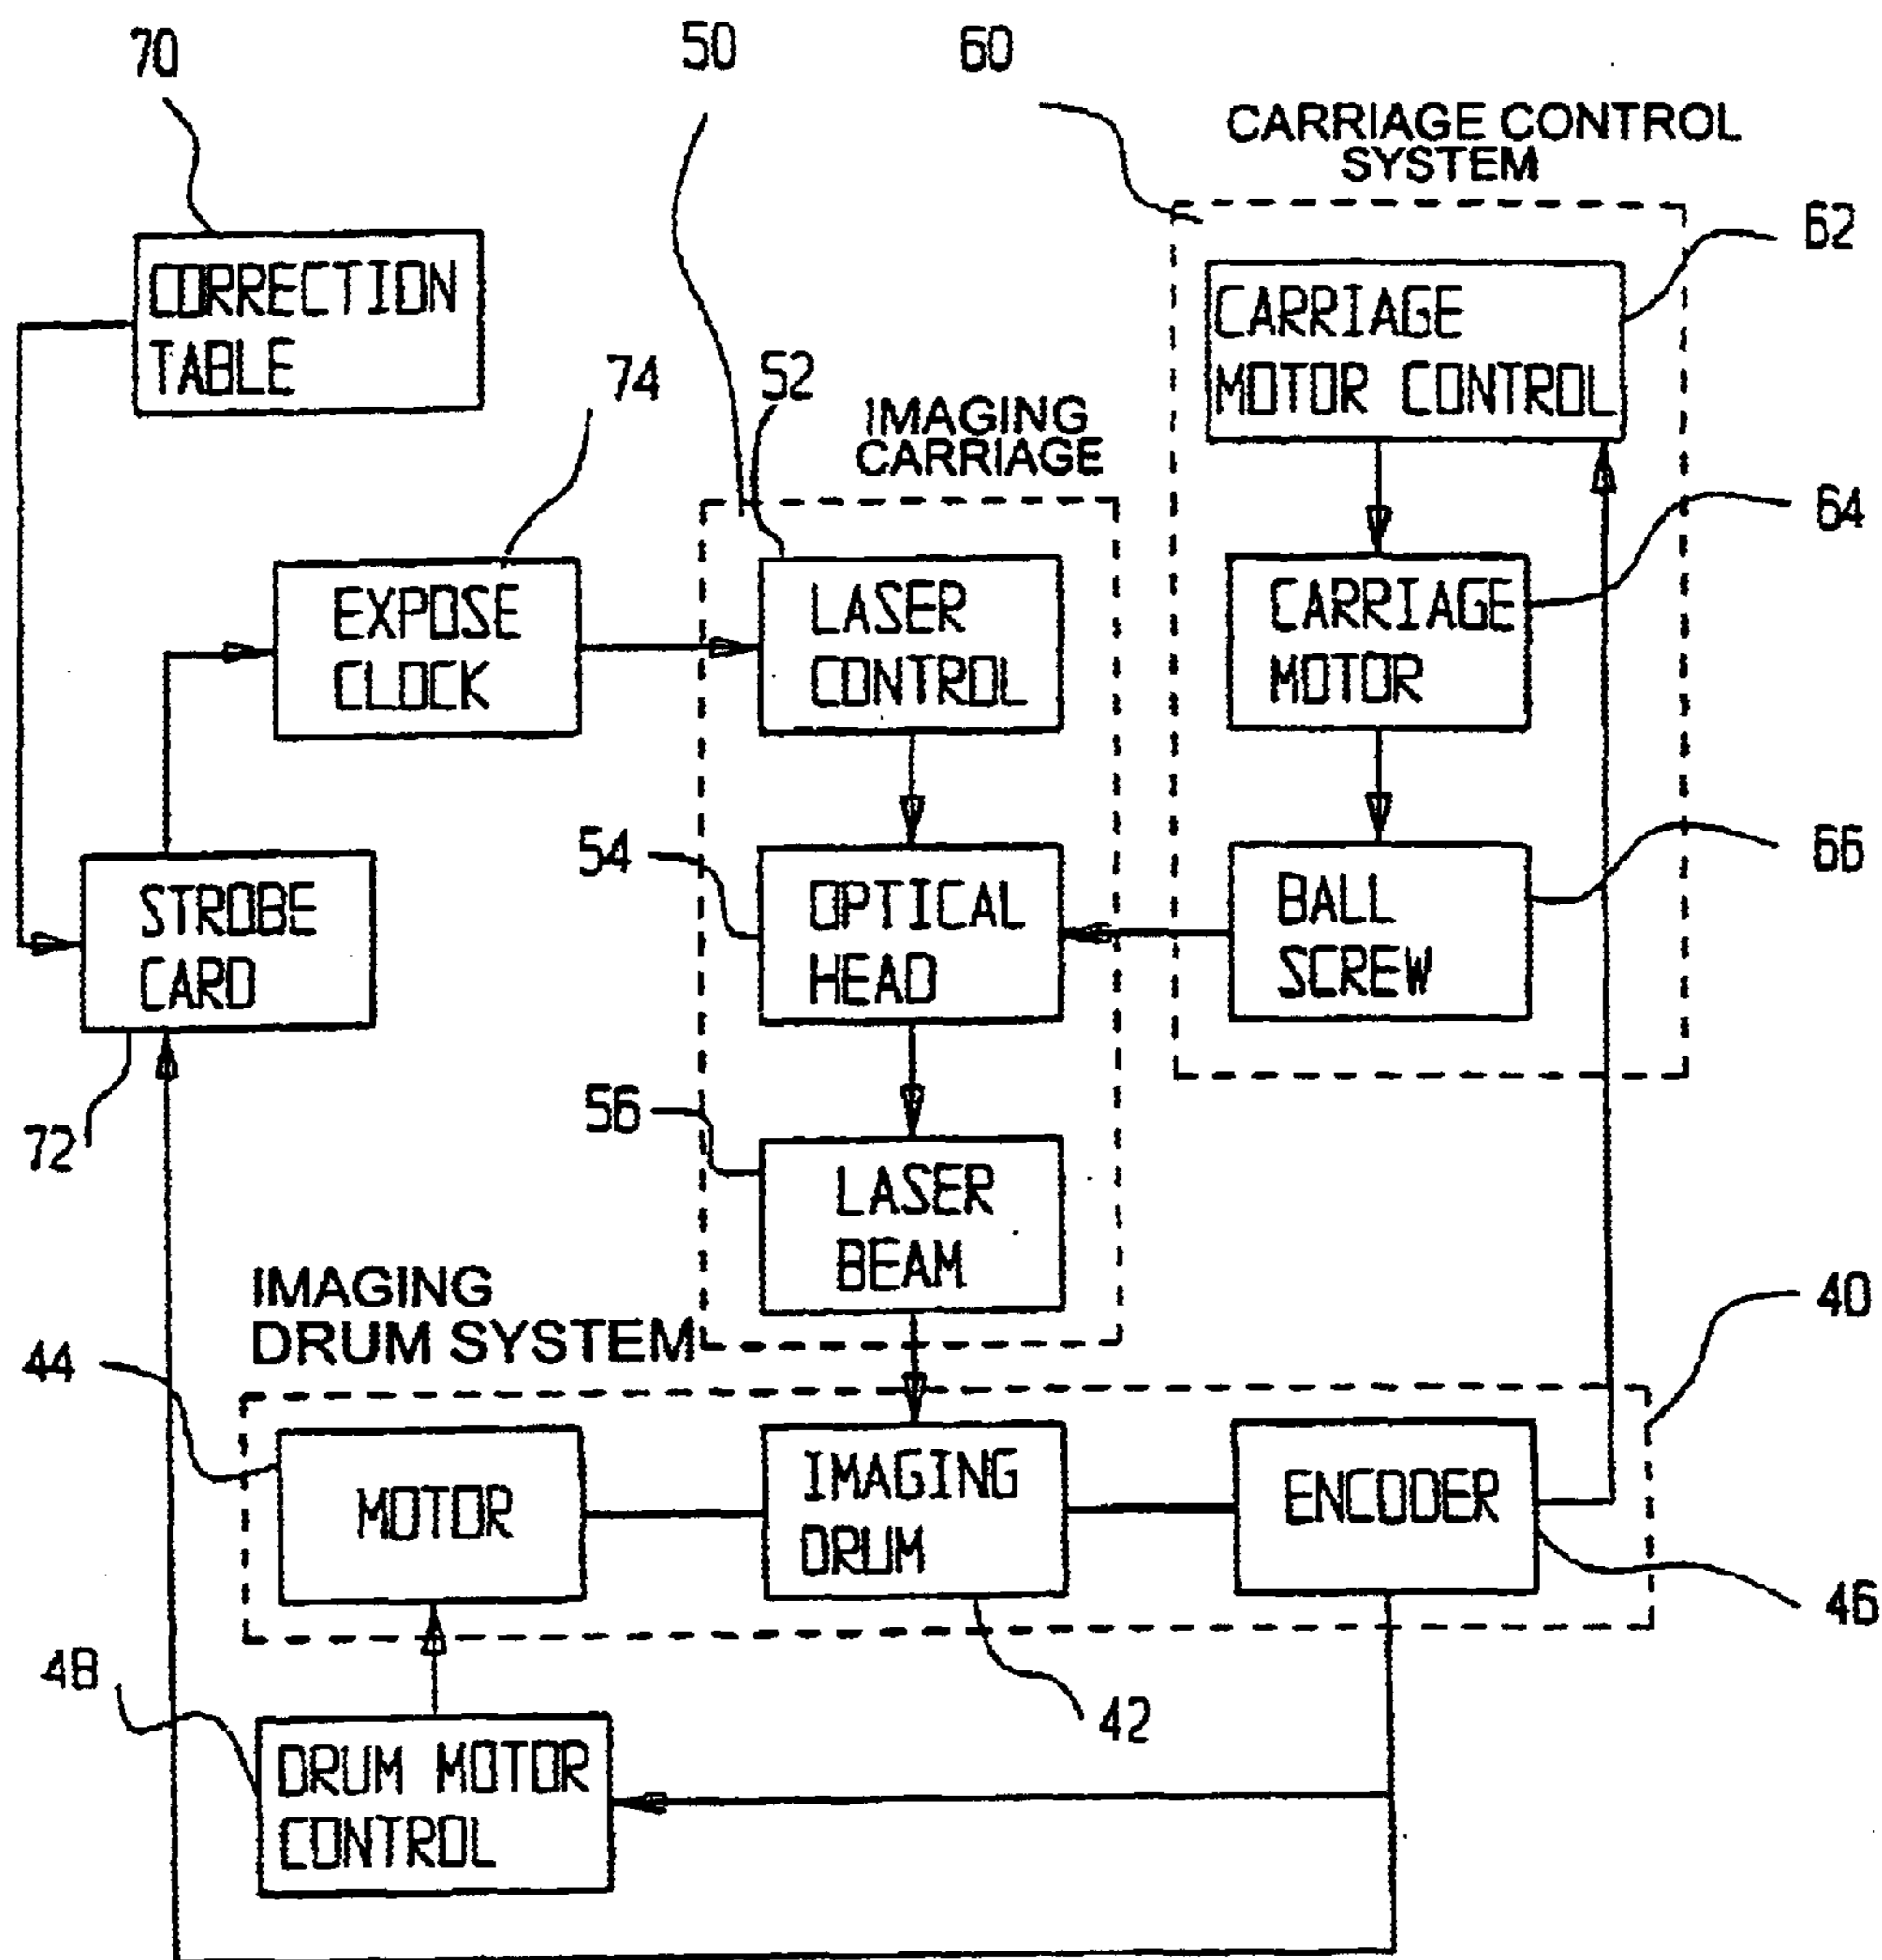 70
50
60
CARRIAGE CONTROL
SYSTEM
62
CORRECTION
TABLE
CARRIAGE
MOTOR CONTROL
74
52
IMAGING
CARRIAGE
64
EXPOSE
CLOCK
LASER
CONTROL
CARRIAGE
MOTOR
54
66
STROBE
CARD
OPTICAL
HEAD
BALL
SCREW
72
56
LASER
BEAM
IMAGING
DRUM SYSTEM
40
44
MOTOR
IMAGING
DRUM
ENCODER
46
48
42
DRUM MOTOR
CONTROL